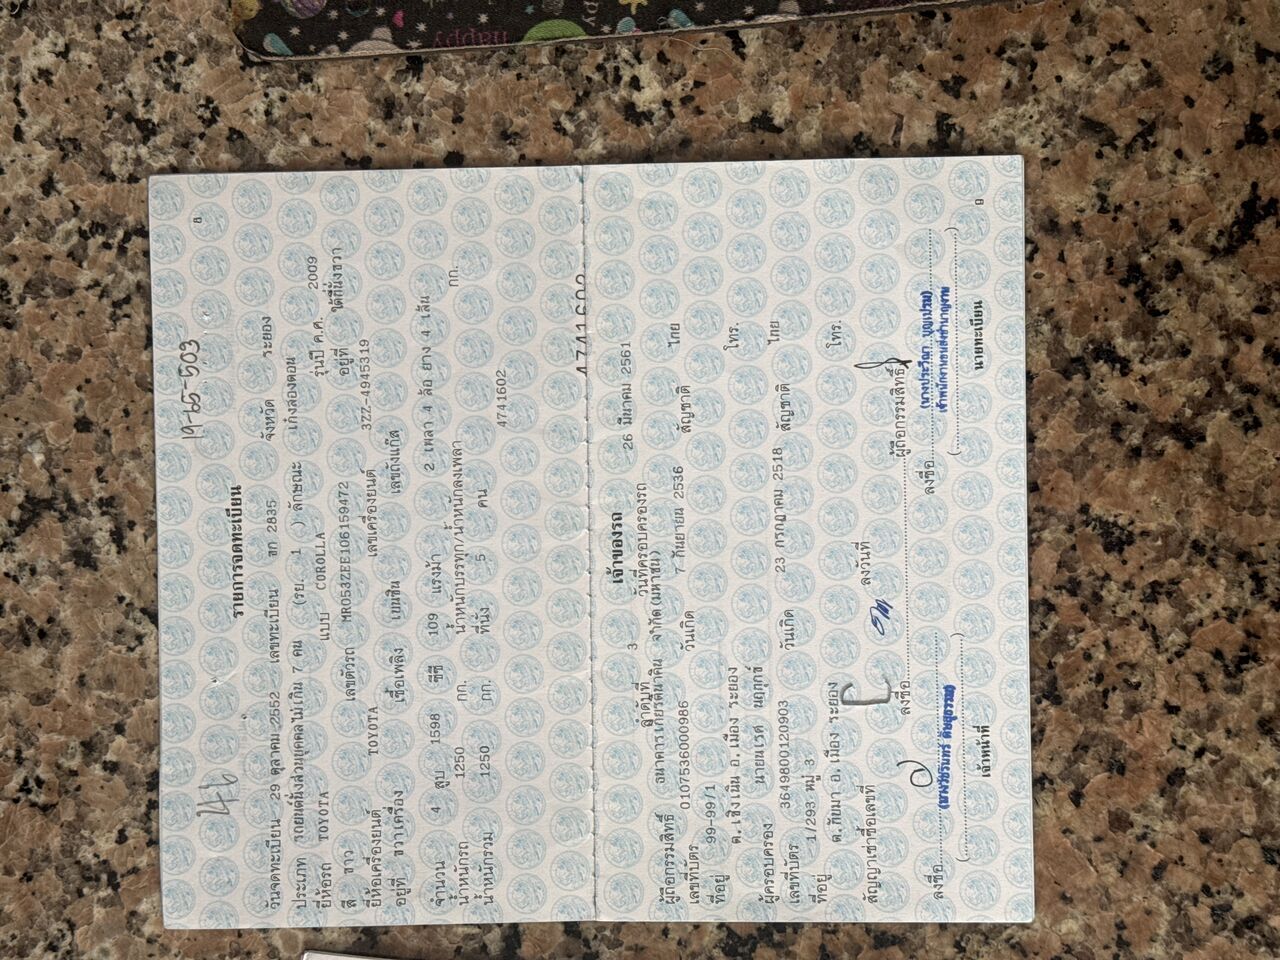 19-65-503
8
รายการจดทะเบียน
วันจดทะเบียน 29 ตุลาคม 2552 เลขทะเบียน ฆก 2835 จังหวัด ระยอง
ประเภท รถยนต์นั่งส่วนบุคคลไม่เกิน 7 คน (รย. 1 ) ลักษณะ เก๋งสองตอน
ยี่ห้อรถ TOYOTA แบบ COROLLA รุ่นปี ค.ศ. 2009
สี ขาว เลขตัวรถ MR053ZEE106159472 อยู่ที่ ใต้ที่นั่งขวา
ยี่ห้อเครื่องยนต์ TOYOTA เลขเครื่องยนต์ 3ZZ-4945319
อยู่ที่ ขวาเครื่อง เชื้อเพลิง เบนซิน เลขถังแก๊ส
จำนวน 4 สูบ 1598 ซีซี 109 แรงม้า 2 เพลา 4 ล้อ ยาง 4 เส้น
น้ำหนักรถ 1250 กก. น้ำหนักบรรทุก/น้ำหนักลงเพลา กก.
น้ำหนักรวม 1250 กก. ที่นั่ง 5 คน
4741602
4741602
เจ้าของรถ
ลำดับที่ 3 วันที่ครอบครองรถ 26 มีนาคม 2561
ผู้ถือกรรมสิทธิ์ ธนาคารเกียรตินาคิน จำกัด (มหาชน)
เลขที่บัตร 0107536000986 วันเกิด 7 กันยายน 2536 สัญชาติ ไทย
ที่อยู่ 99-99/1
ต.เชิงเนิน อ.เมือง ระยอง โทร.
ผู้ครอบครอง นายนเรศ
เลขที่บัตร 3649800120903 วันเกิด 23 กรกฎาคม 2518 สัญชาติ ไทย
ที่อยู่ 1/293 หมู่ 3
ต.ทับมา อ.เมือง ระยอง โทร.
สัญญาเช่าซื้อเลขที่ ลงวันที่
ลงชื่อ ผู้ถือกรรมสิทธิ์
ลงชื่อ ลงชื่อ
เจ้าหน้าที่ นายทะเบียน
9